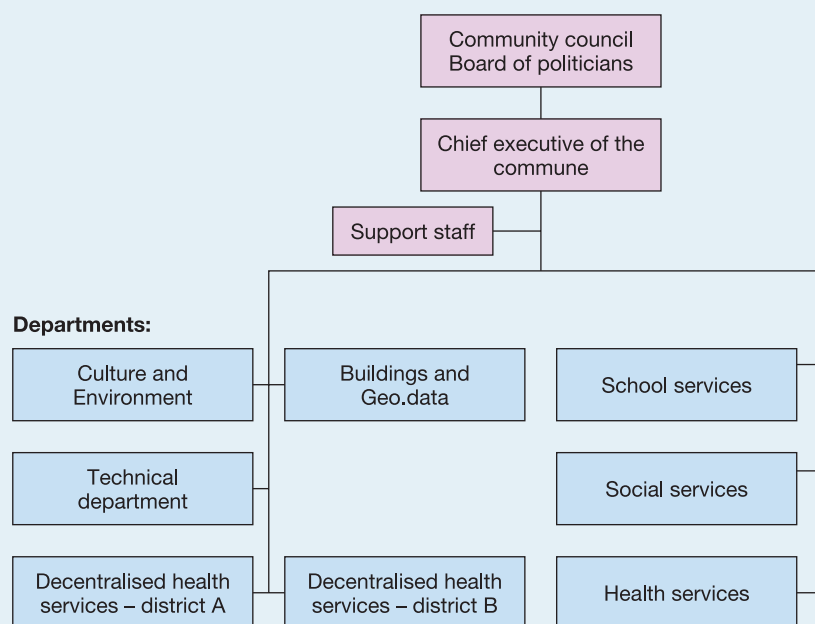 Community council
Board of politicians
Chief executive of the
commune
Support staff
Departments:
Culture and
Environment
Buildings and
Geo.data
School services
Technical
department
Social services
Decentralised health
services – district A
Decentralised health
services – district B
Health services